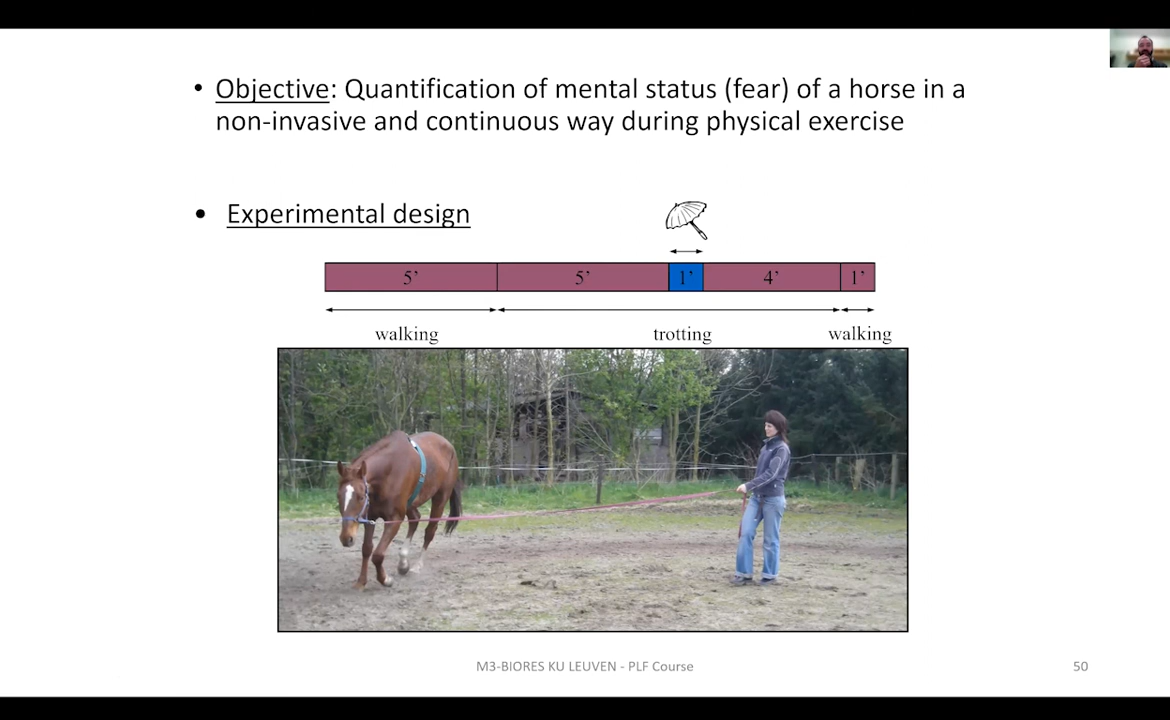 • Objective: Quantification of mental status (fear) of a horse in a
non-invasive and continuous way during physical exercise
• Experimental design
5’ 5’ 1’ 4’ 1’
walking trotting walking
M3-BIORES KU LEUVEN - PLF Course 50